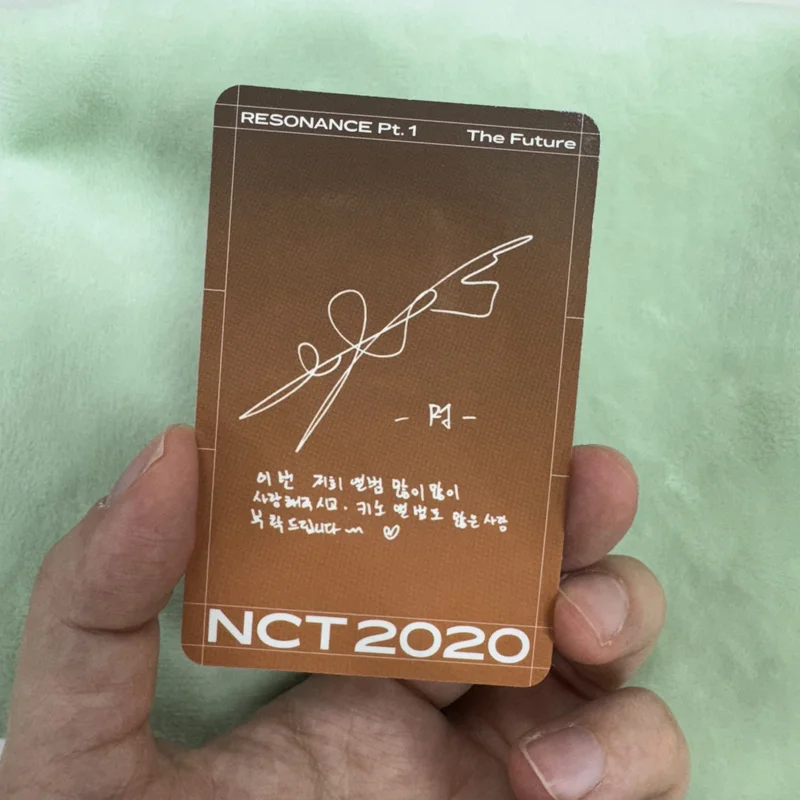 RESONANCE Pt. 1 The Future
- RJ -
이번 저희 앨범 많이 많이
사랑해주시고. 키노 앨범도 많은 사랑
부탁드립니다~ ♡
NCT 2020